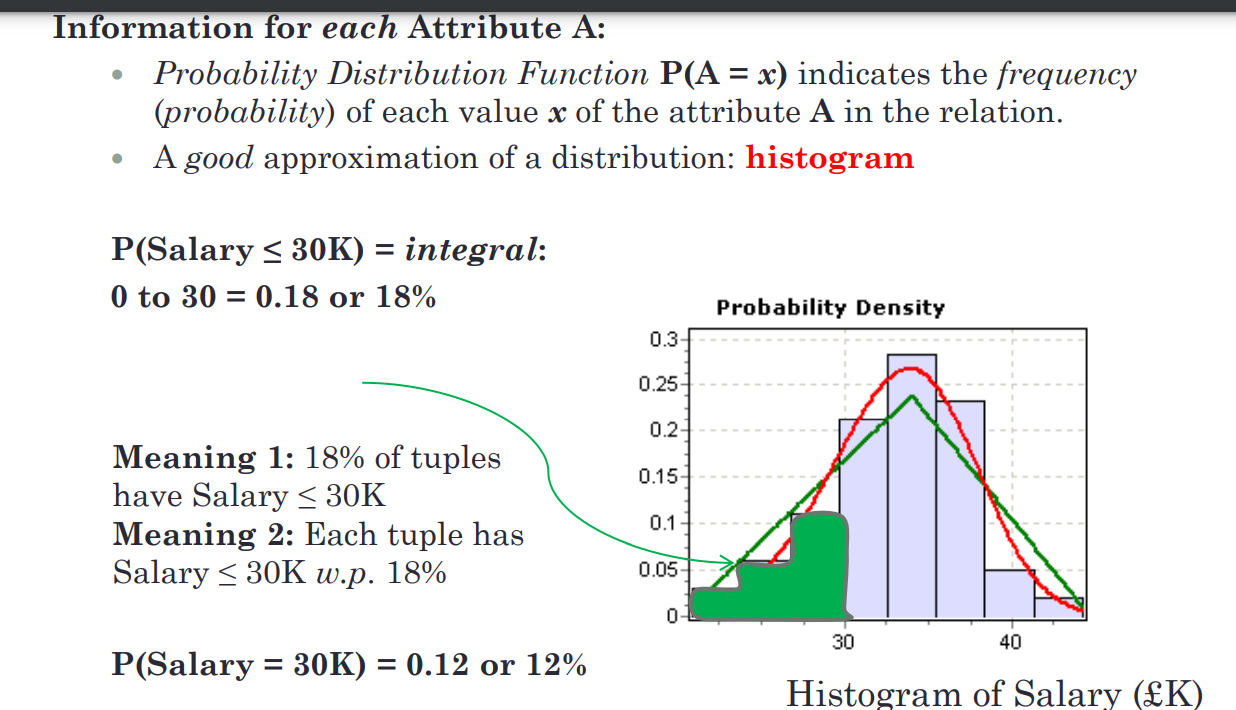 Information for each Attribute A:
• Probability Distribution Function P(A = x) indicates the frequency
(probability) of each value x of the attribute A in the relation.
• A good approximation of a distribution: histogram
P(Salary ≤ 30K) = integral:
0 to 30 = 0.18 or 18%
Meaning 1: 18% of tuples
have Salary ≤ 30K
Meaning 2: Each tuple has
Salary ≤ 30K w.p. 18%
P(Salary = 30K) = 0.12 or 12%
Probability Density
0.3
0.25
0.2
0.15
0.1
0.05
0
30 40
Histogram of Salary (£K)